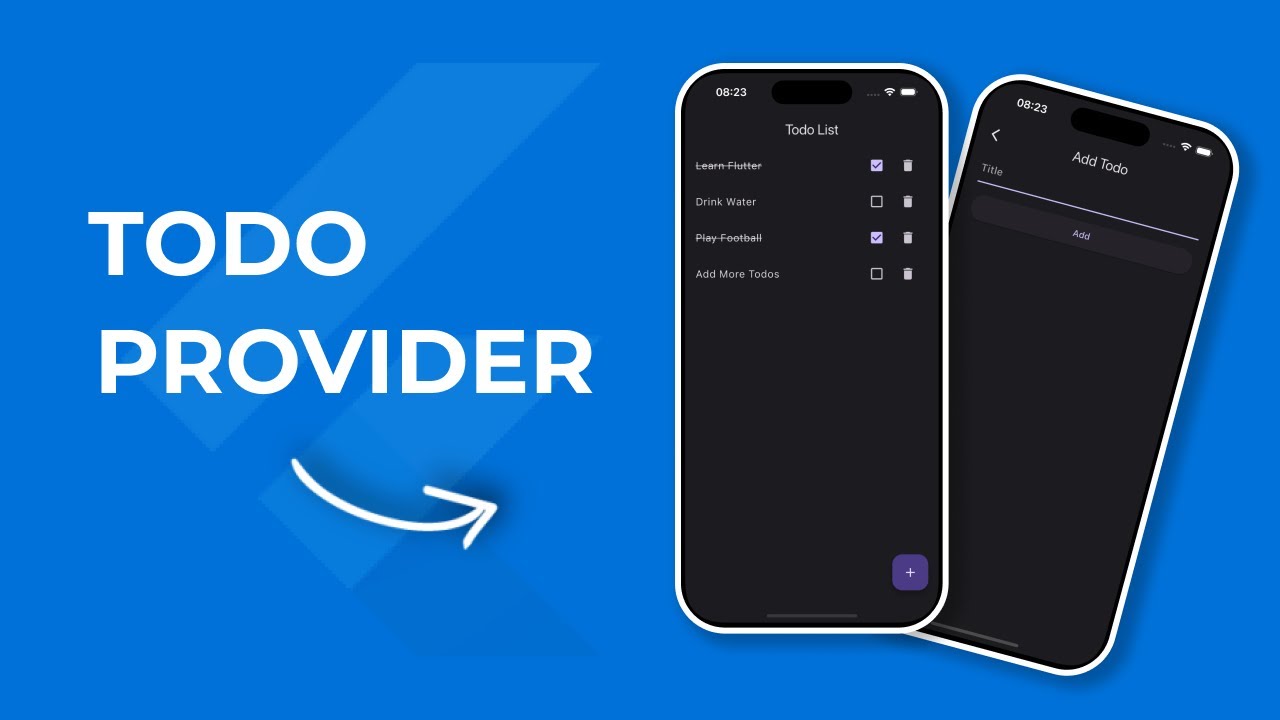 TODO
PROVIDER
08:23
Todo List
Learn Flutter
Drink Water
Play Football
Add More Todos
+
08:23
Add Todo
Title
Add